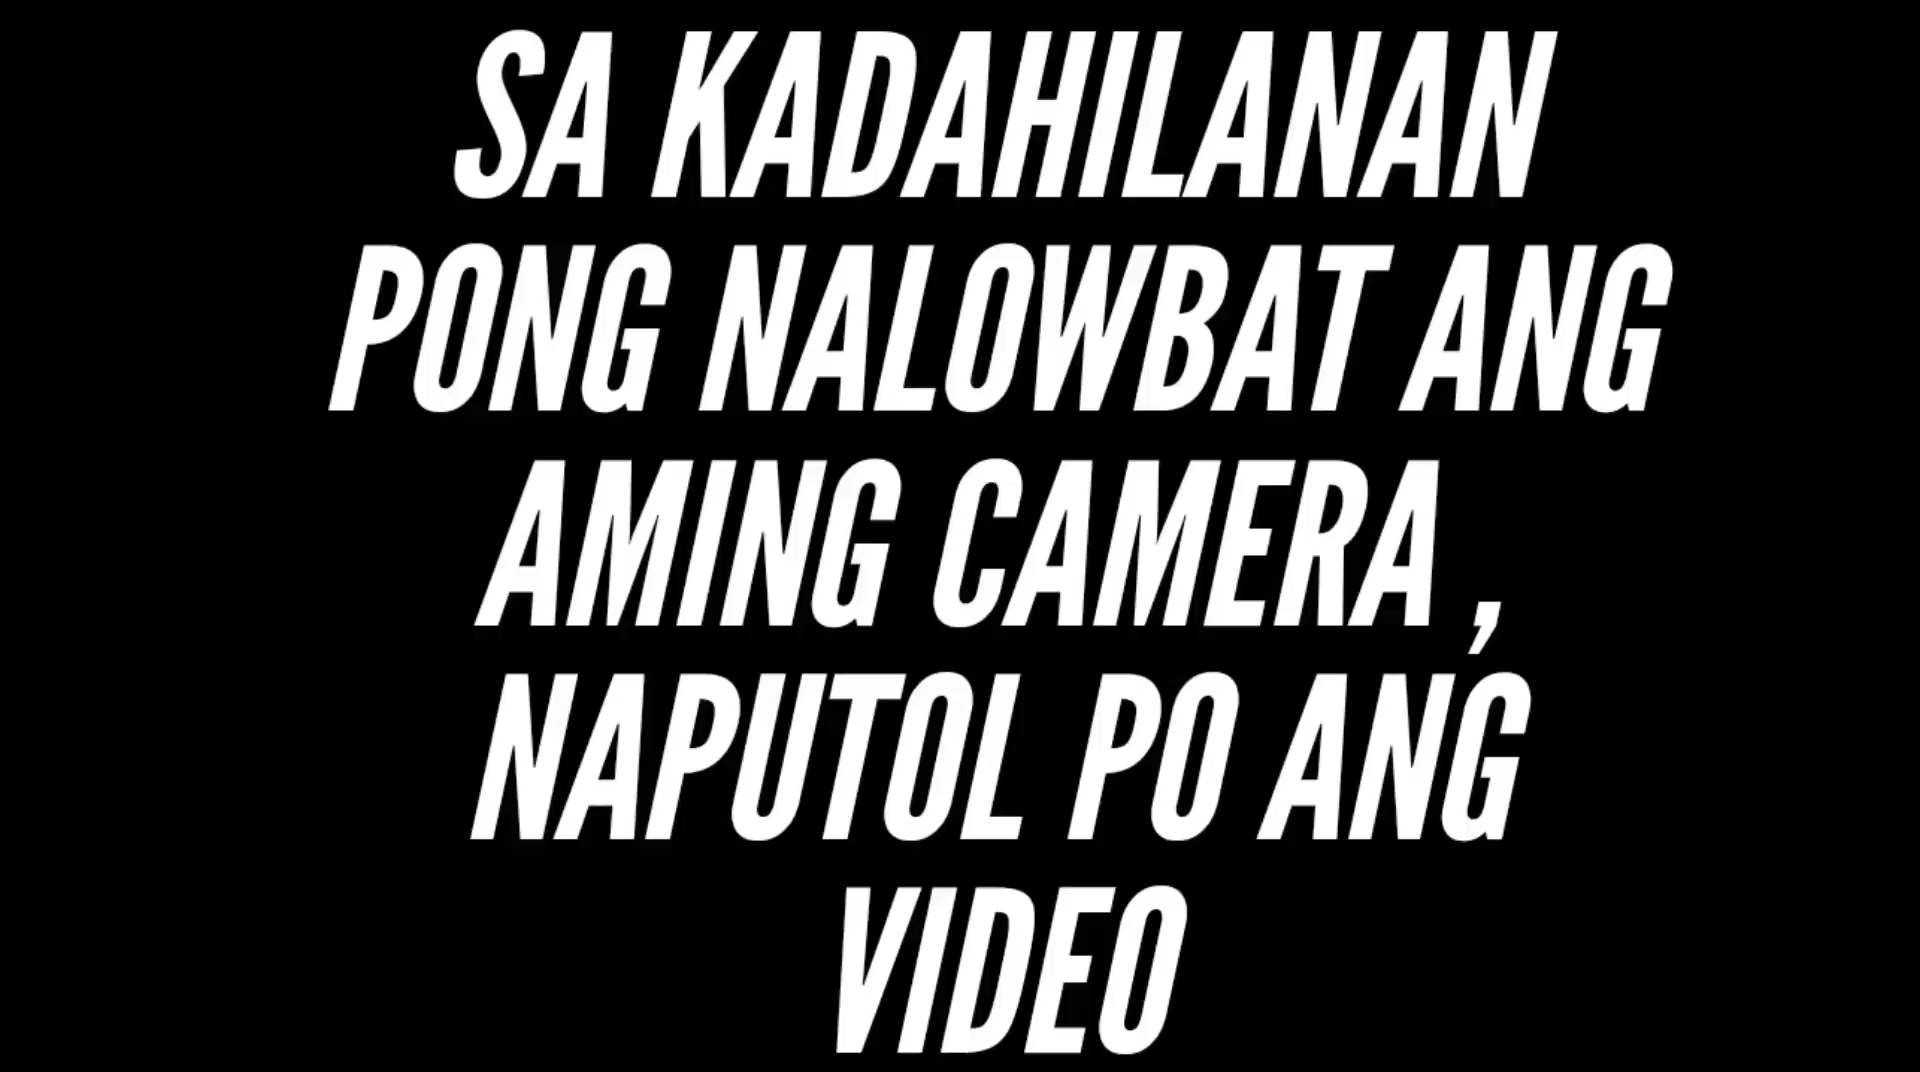 SA KADAHILANAN
PONG NALOWBAT ANG
AMING CAMERA ,
NAPUTOL PO ANG
VIDEO